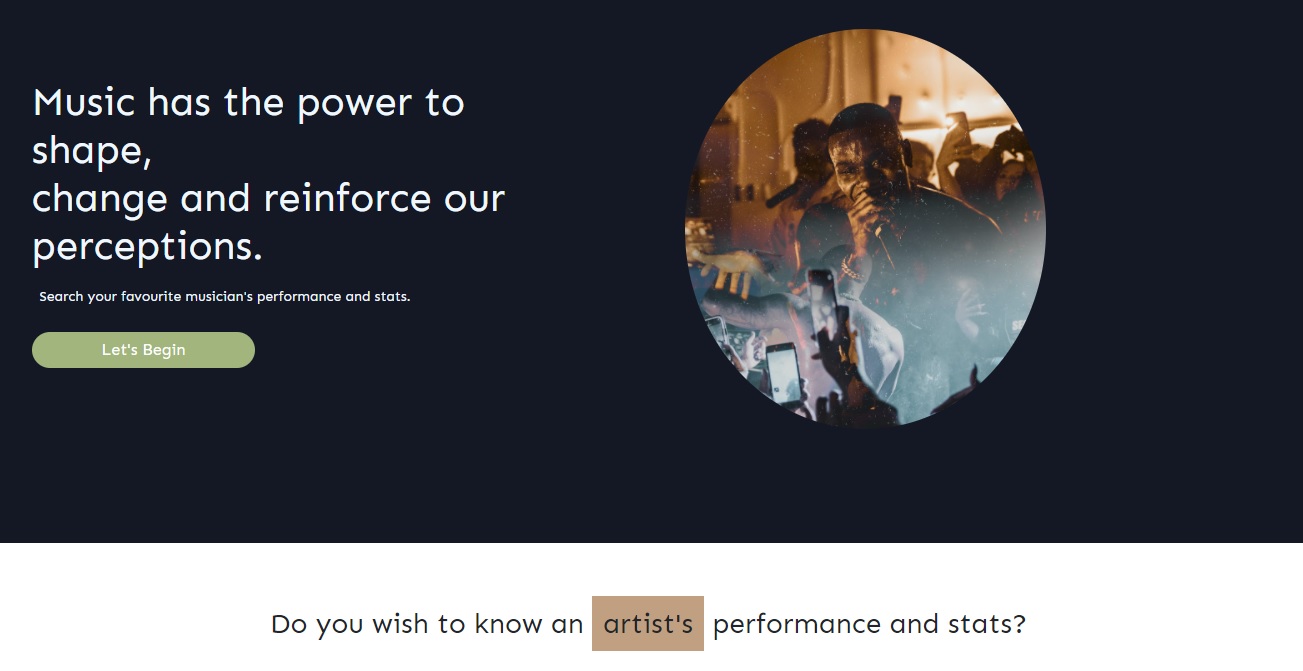 Music has the power to
shape,
change and reinforce our
perceptions.
Search your favourite musician's performance and stats.
Let's Begin
Do you wish to know an artist's performance and stats?